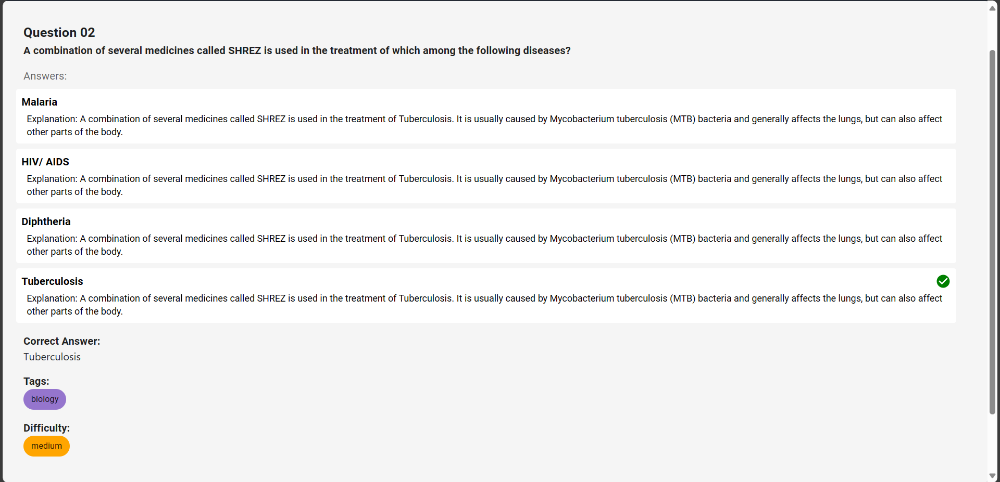 Question 02
A combination of several medicines called SHREZ is used in the treatment of which among the following diseases?
Answers:
Malaria
Explanation: A combination of several medicines called SHREZ is used in the treatment of Tuberculosis. It is usually caused by Mycobacterium tuberculosis (MTB) bacteria and generally affects the lungs, but can also affect
other parts of the body.
HIV/ AIDS
Explanation: A combination of several medicines called SHREZ is used in the treatment of Tuberculosis. It is usually caused by Mycobacterium tuberculosis (MTB) bacteria and generally affects the lungs, but can also affect
other parts of the body.
Diphtheria
Explanation: A combination of several medicines called SHREZ is used in the treatment of Tuberculosis. It is usually caused by Mycobacterium tuberculosis (MTB) bacteria and generally affects the lungs, but can also affect
other parts of the body.
Tuberculosis
Explanation: A combination of several medicines called SHREZ is used in the treatment of Tuberculosis. It is usually caused by Mycobacterium tuberculosis (MTB) bacteria and generally affects the lungs, but can also affect
other parts of the body.
Correct Answer:
Tuberculosis
Tags:
biology
Difficulty:
medium